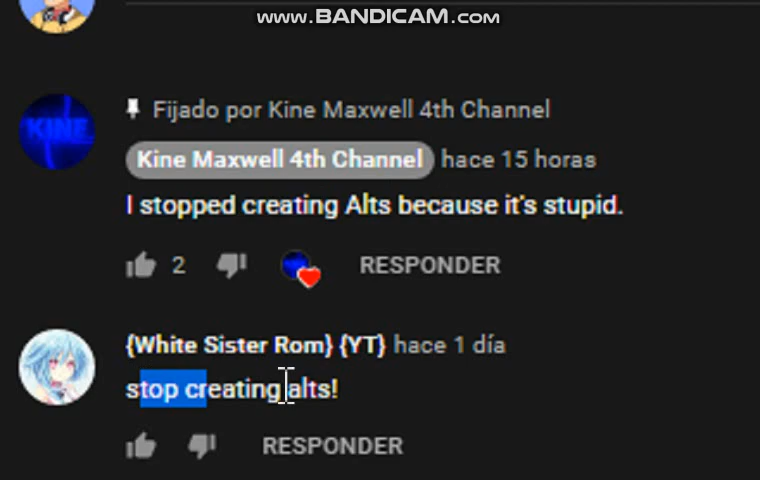 www.BANDICAM.com
Fijado por Kine Maxwell 4th Channel
KINE
Kine Maxwell 4th Channel hace 15 horas
I stopped creating Alts because it's stupid.
2 RESPONDER
{White Sister Rom} {YT} hace 1 día
stop creating alts!
RESPONDER